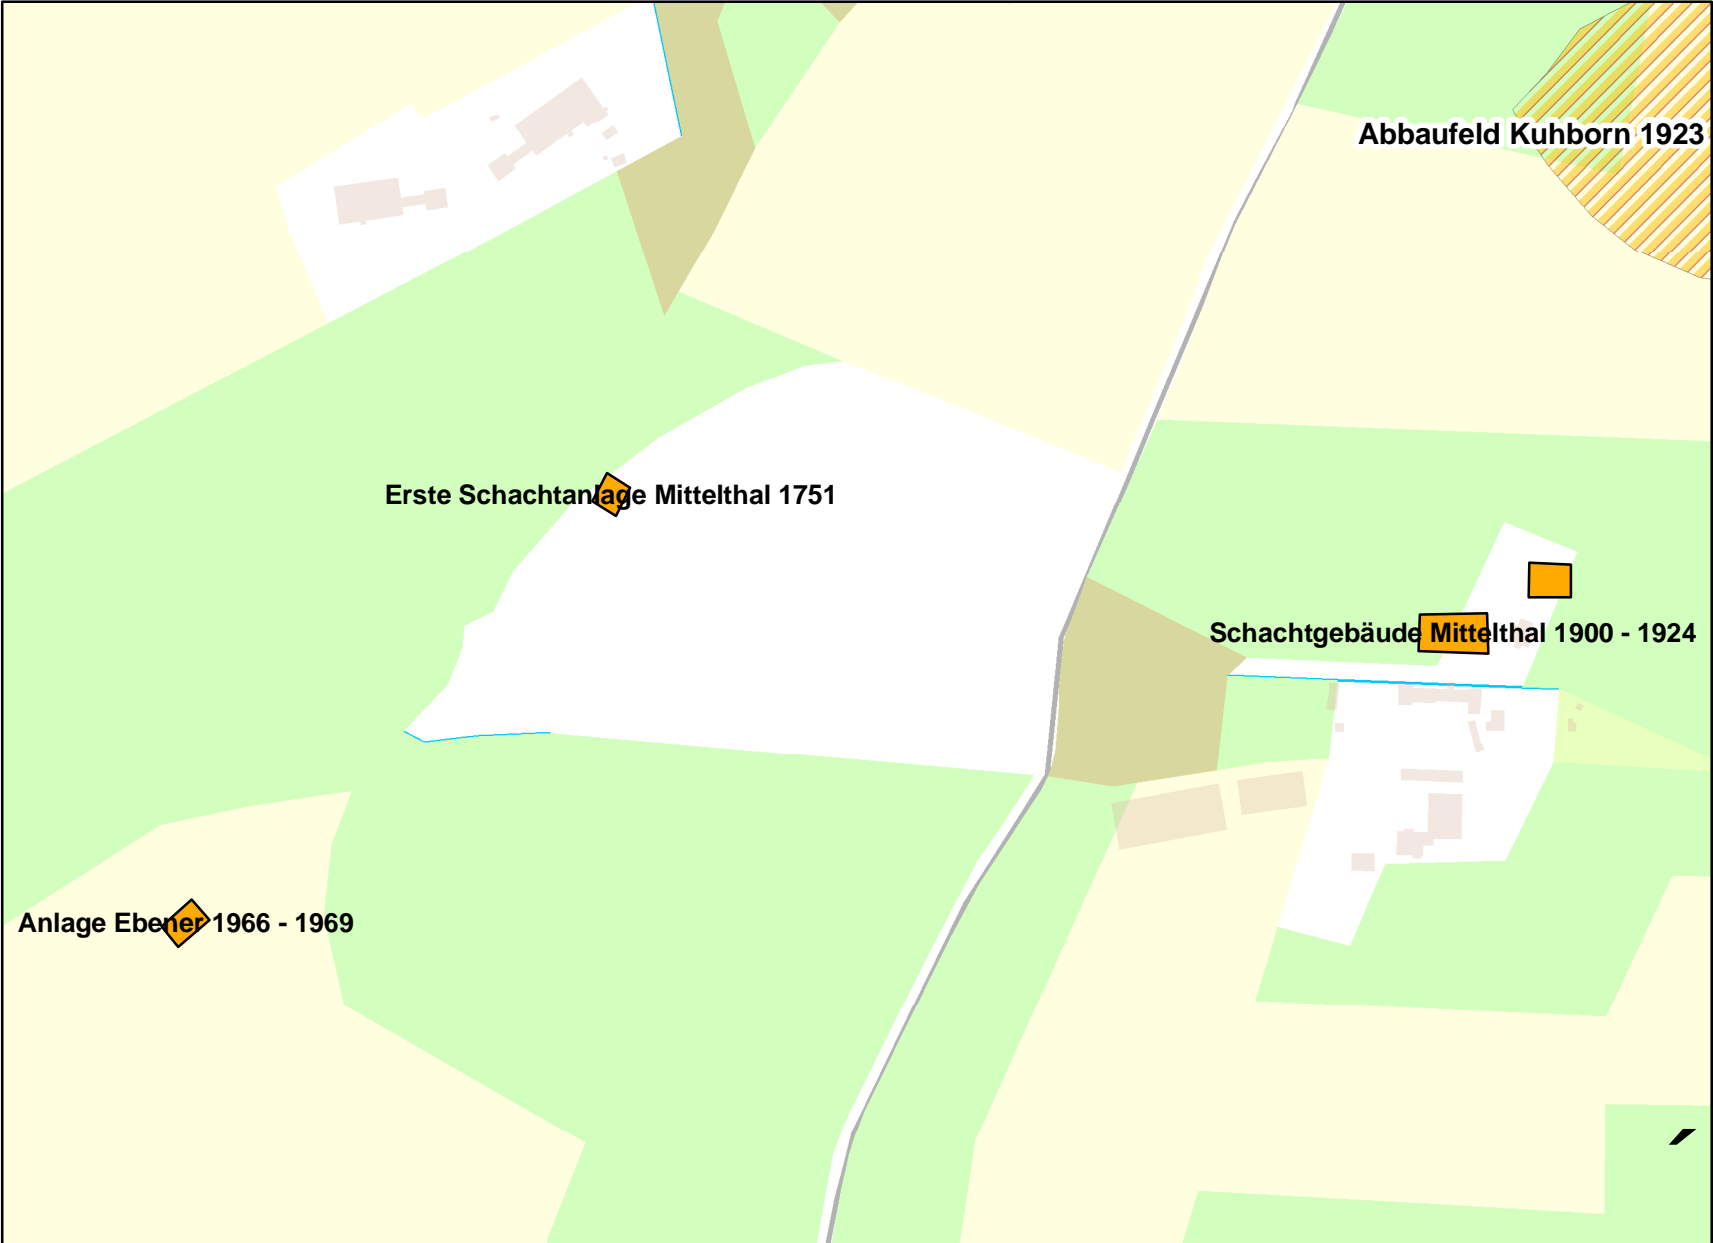 Abbaufeld Kuhborn 1923
Erste Schachtanlage Mittelthal 1751
Schachtgebäude Mittelthal 1900 - 1924
Anlage Ebener 1966 - 1969